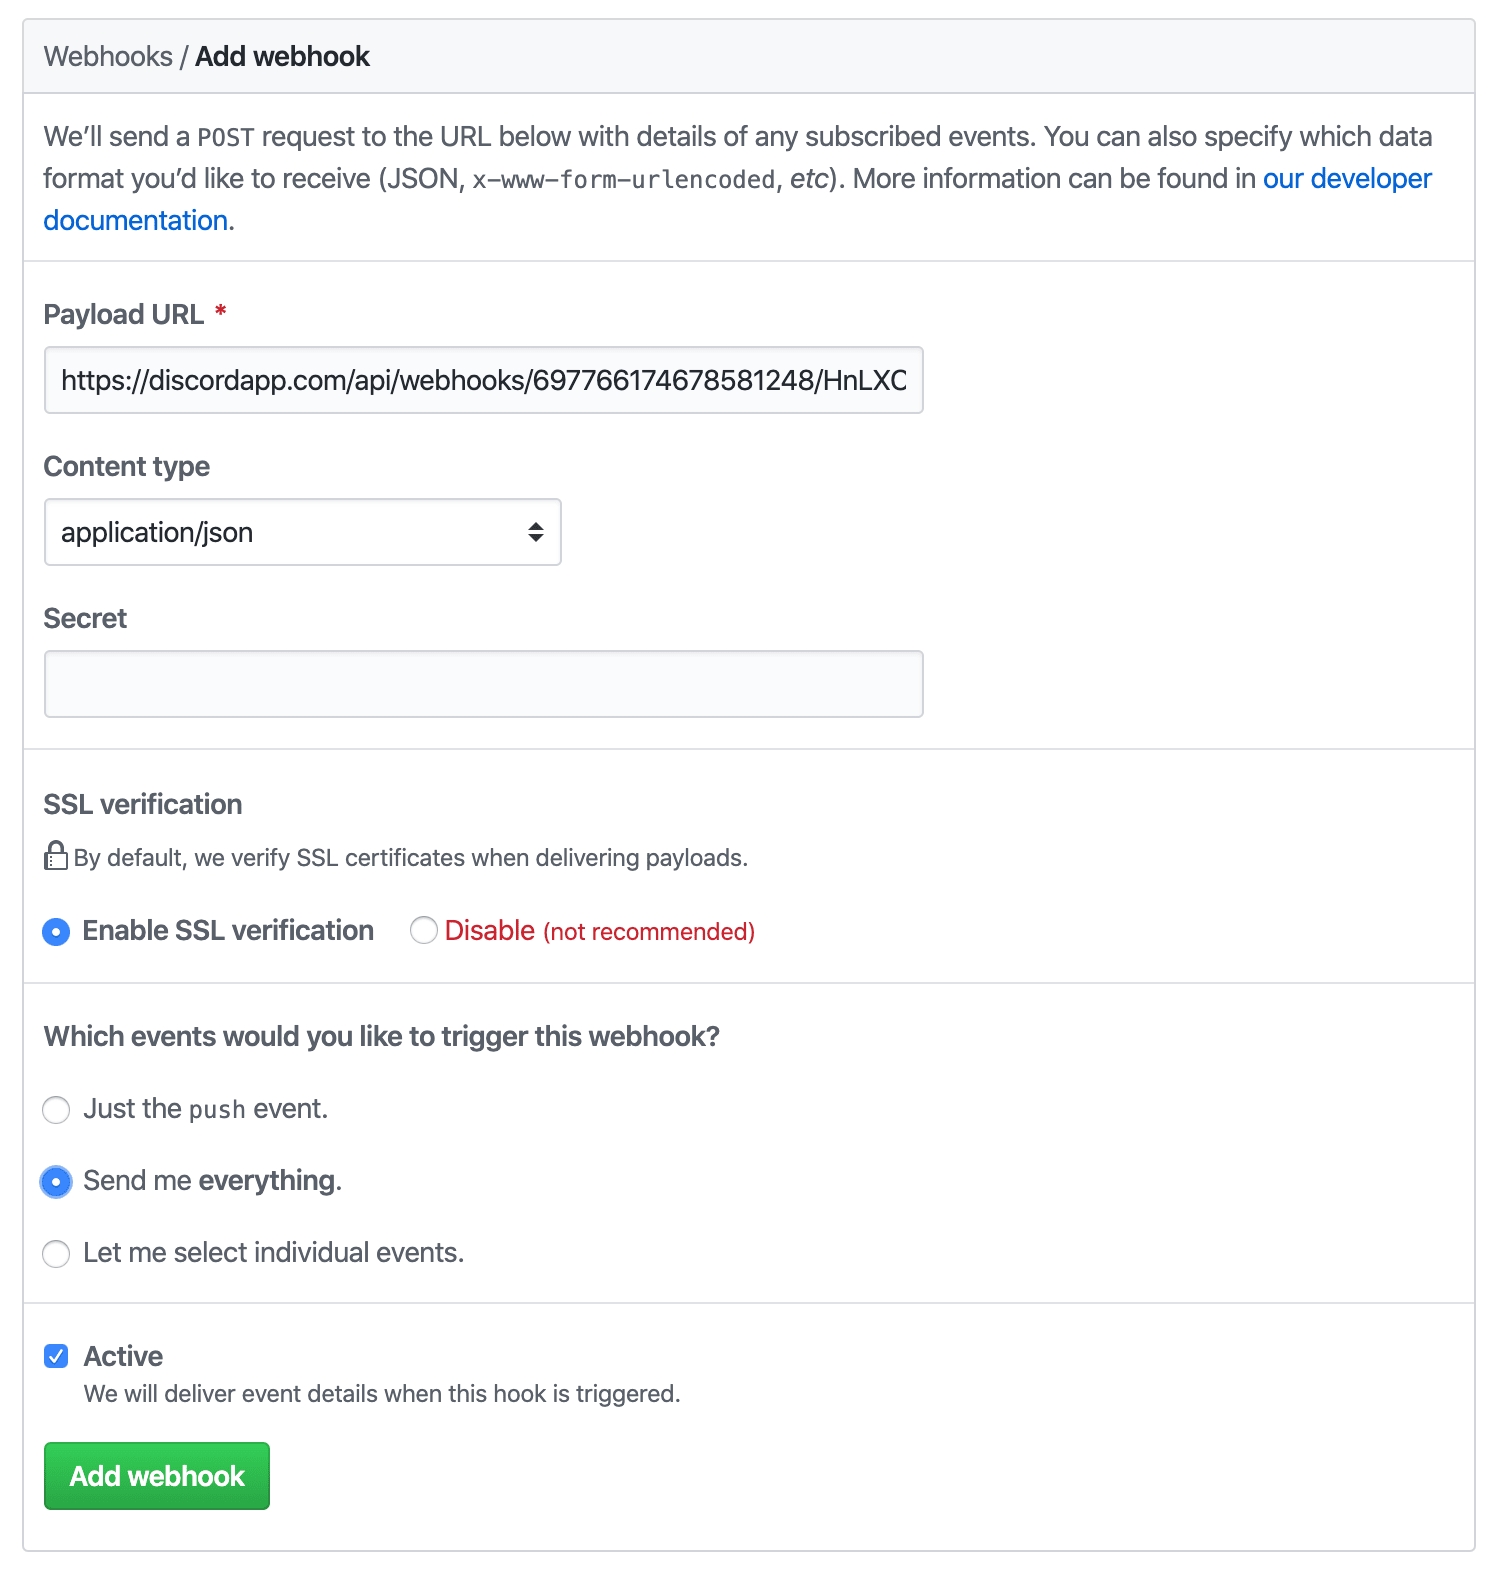 Webhooks / Add webhook
We’ll send a POST request to the URL below with details of any subscribed events. You can also specify which data
format you’d like to receive (JSON, x-www-form-urlencoded, etc). More information can be found in our developer
documentation.
Payload URL *
https://discordapp.com/api/webhooks/697766174678581248/HnLXC
Content type
application/json
Secret
SSL verification
By default, we verify SSL certificates when delivering payloads.
Enable SSL verification Disable (not recommended)
Which events would you like to trigger this webhook?
Just the push event.
Send me everything.
Let me select individual events.
Active
We will deliver event details when this hook is triggered.
Add webhook